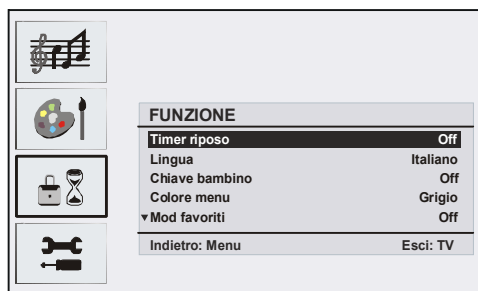 FUNZIONE
Timer riposo Off
Lingua Italiano
Chiave bambino Off
Colore menu Grigio
▾Mod favoriti Off
Indietro: Menu Esci: TV